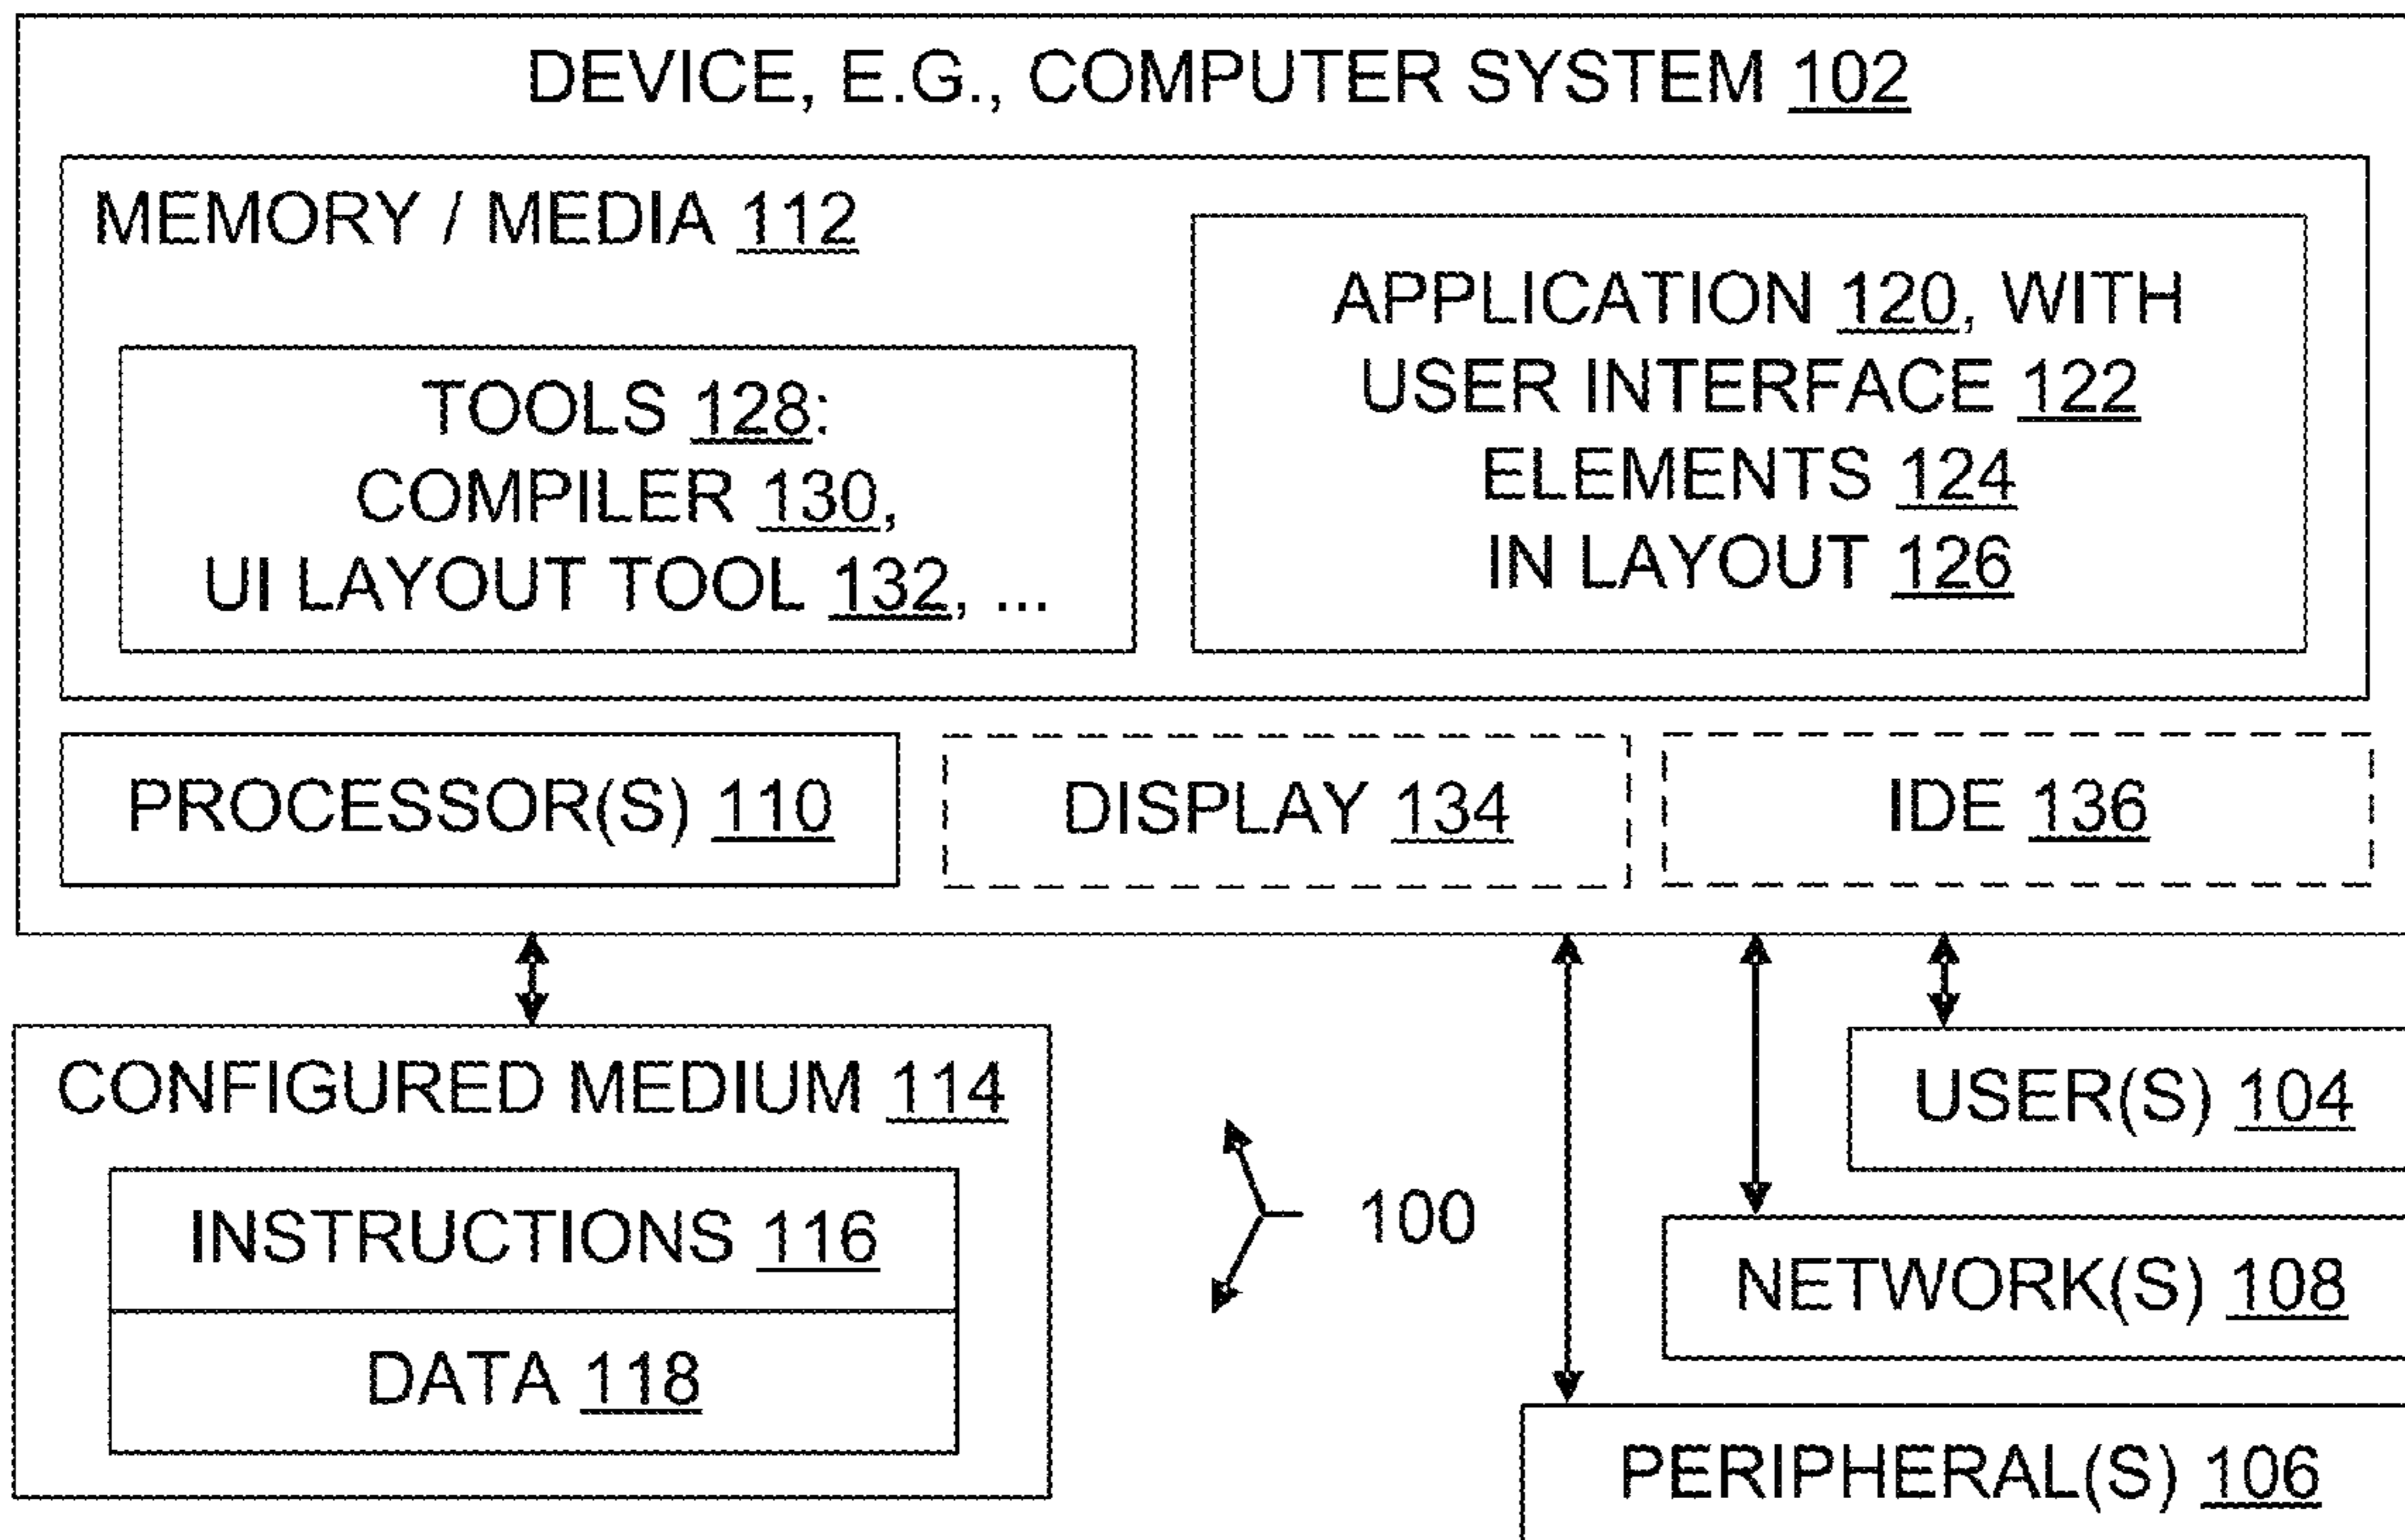 DEVICE, E.G., COMPUTER SYSTEM 102
MEMORY / MEDIA 112
TOOLS 128:
COMPILER 130,
UI LAYOUT TOOL 132, ...
APPLICATION 120, WITH
USER INTERFACE 122
ELEMENTS 124
IN LAYOUT 126
PROCESSOR(S) 110
DISPLAY 134
IDE 136
CONFIGURED MEDIUM 114
INSTRUCTIONS 116
DATA 118
100
USER(S) 104
NETWORK(S) 108
PERIPHERAL(S) 106